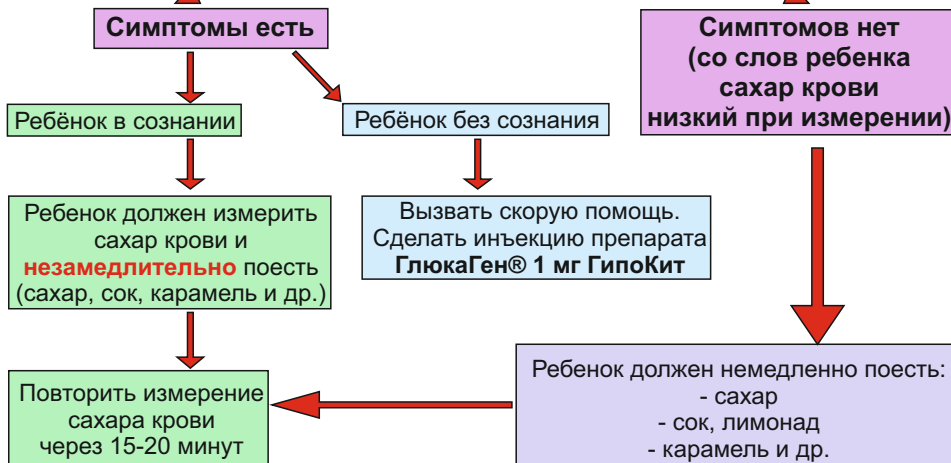 Симптомы есть
Симптомов нет
(со слов ребенка
сахар крови
низкий при измерении)
Ребёнок в сознании
Ребёнок без сознания
Ребенок должен измерить
сахар крови и
незамедлительно поесть
(сахар, сок, карамель и др.)
Вызвать скорую помощь.
Сделать инъекцию препарата
ГлюкаГен® 1 мг ГипоКит
Повторить измерение
сахара крови
через 15-20 минут
Ребенок должен немедленно поесть:
- сахар
- сок, лимонад
- карамель и др.